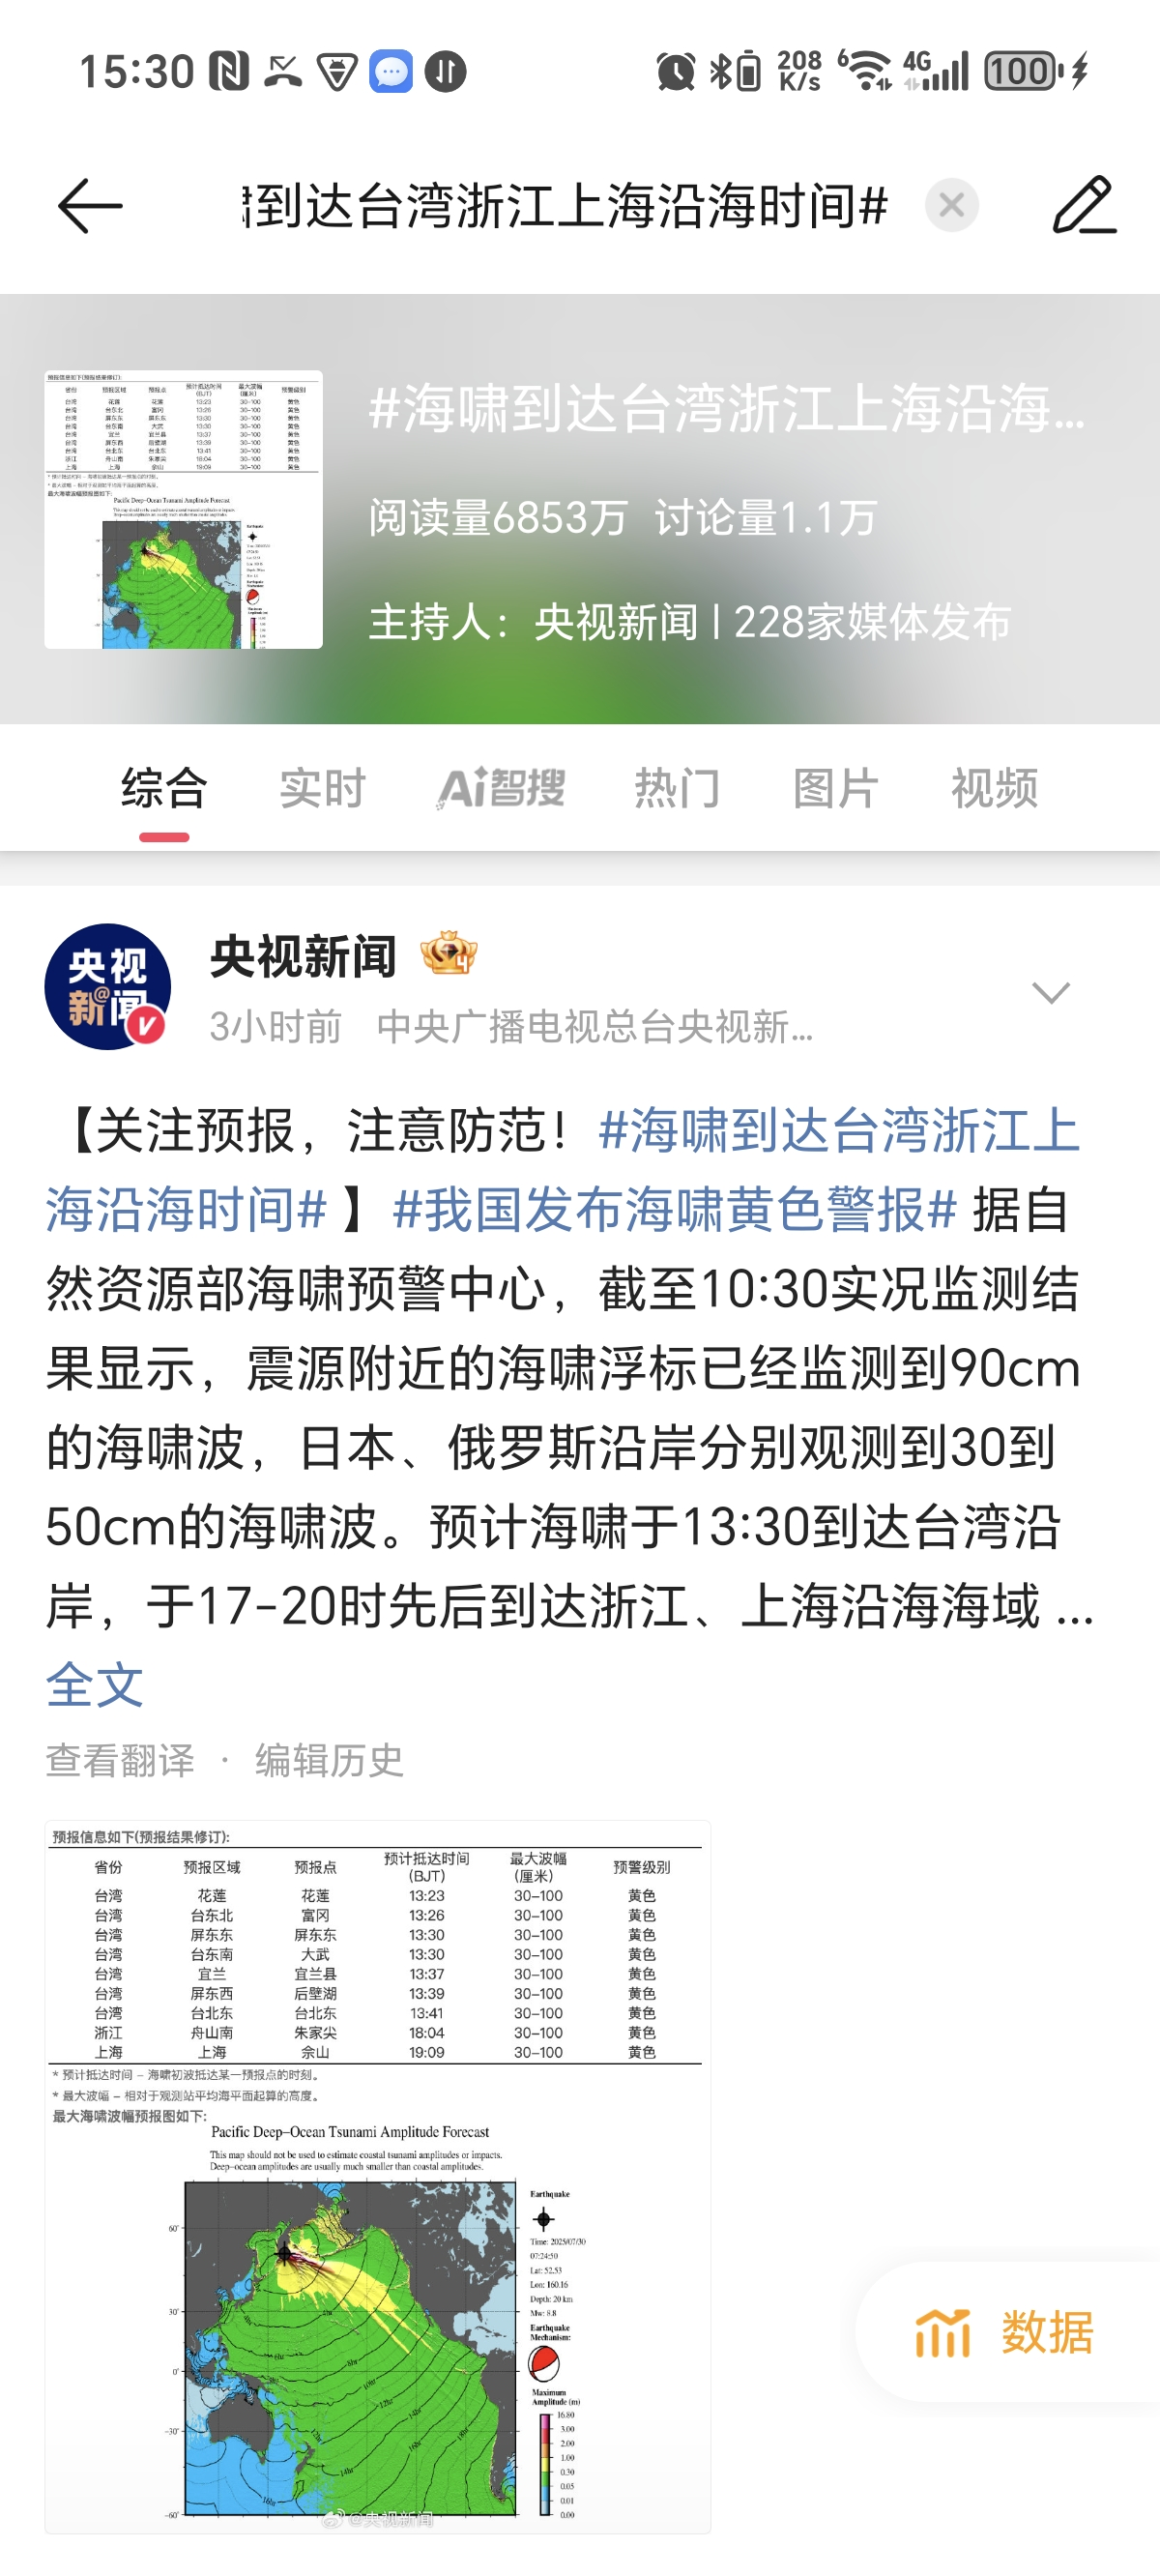 15:30
208
K/s
6
4G
100
到达台湾浙江上海沿海时间#
#海啸到达台湾浙江上海沿海...
阅读量6853万 讨论量1.1万
主持人：央视新闻 | 228家媒体发布
综合 实时 Ai智搜 热门 图片 视频
央视新闻
3小时前 中央广播电视总台央视新...
【关注预报，注意防范！#海啸到达台湾浙江上
海沿海时间# 】#我国发布海啸黄色警报# 据自
然资源部海啸预警中心，截至10:30实况监测结
果显示，震源附近的海啸浮标已经监测到90cm
的海啸波，日本、俄罗斯沿岸分别观测到30到
50cm的海啸波。预计海啸于13:30到达台湾沿
岸，于17-20时先后到达浙江、上海沿海海域 ...
全文
查看翻译 · 编辑历史
预报信息如下(预报结果修订):
省份 预报区域 预报点 预计抵达时间(BJT) 最大波幅(厘米) 预警级别
台湾 花莲 花莲 13:23 30-100 黄色
台湾 台东北 富冈 13:26 30-100 黄色
台湾 屏东东 屏东东 13:30 30-100 黄色
台湾 台东南 大武 13:30 30-100 黄色
台湾 宜兰 宜兰县 13:37 30-100 黄色
台湾 屏东西 后壁湖 13:39 30-100 黄色
台湾 台北东 台北东 13:41 30-100 黄色
浙江 舟山南 朱家尖 18:04 30-100 黄色
上海 上海 佘山 19:09 30-100 黄色
* 预计抵达时间 – 海啸初波抵达某一预报点的时刻。
* 最大波幅 – 相对于观测站平均海平面起算的高度。
最大海啸波幅预报图如下:
Pacific Deep-Ocean Tsunami Amplitude Forecast
This map should not be used to estimate coastal tsunami amplitudes or impacts.
Deep-ocean amplitudes are usually much smaller than coastal amplitudes.
60°
30°
0°
-30°
-60°
Earthquake
Time: 2025/07/30
07:24:50
Lat: 52.53
Lon: 160.16
Depth: 20 km
Mw: 8.8
Earthquake
Mechanism:
Maximum
Amplitude (m)
16.80
3.00
2.00
1.00
0.30
0.05
0.01
0.00
@央视新闻
数据